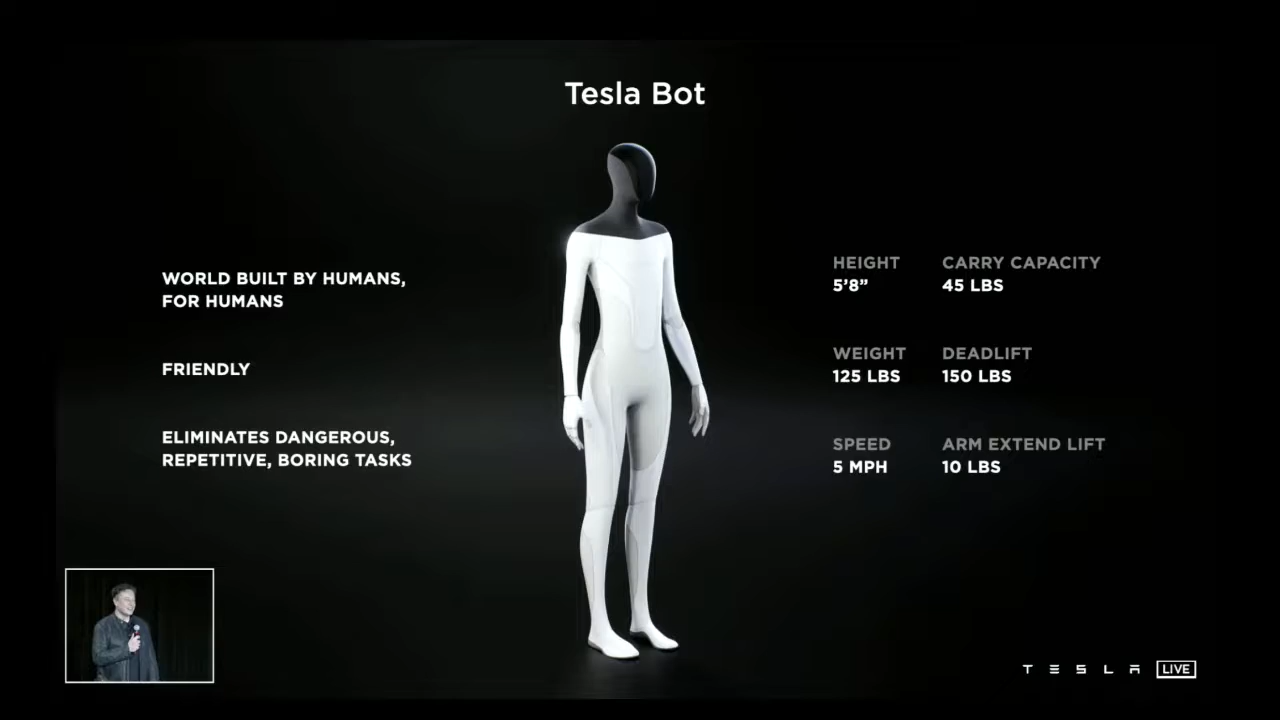 Tesla Bot
WORLD BUILT BY HUMANS,
FOR HUMANS
FRIENDLY
ELIMINATES DANGEROUS,
REPETITIVE, BORING TASKS
HEIGHT
5’8”
CARRY CAPACITY
45 LBS
WEIGHT
125 LBS
DEADLIFT
150 LBS
SPEED
5 MPH
ARM EXTEND LIFT
10 LBS
TESLA LIVE